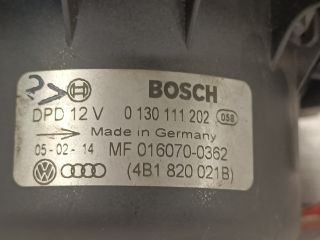 BOSCH
DPD 12 V 0 130 111 202 058
Made in Germany
05-02-14 MF 016070-0362
(4B1 820 021B)